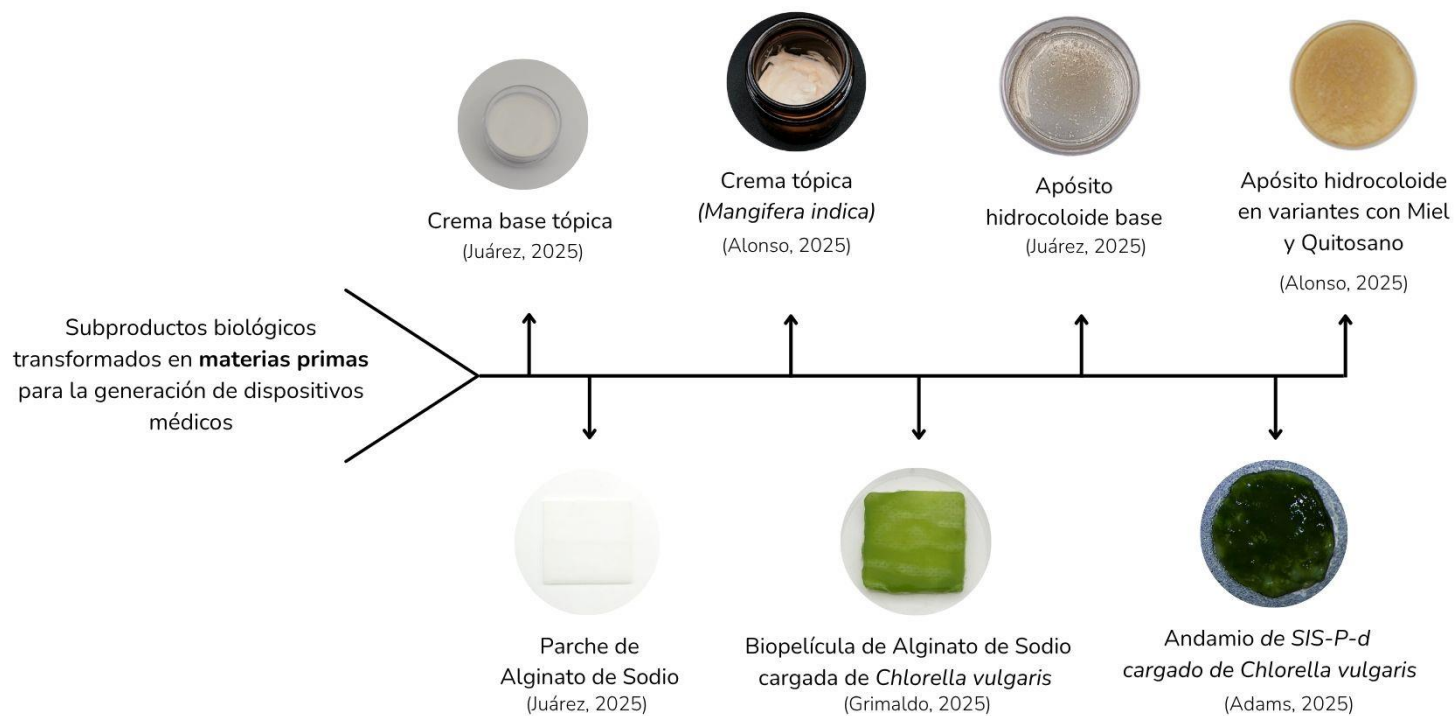 Crema base tópica
(Juárez, 2025)
Crema tópica
(Mangifera indica)
(Alonso, 2025)
Apósito
hidrocoloide base
(Juárez, 2025)
Apósito hidrocoloide
en variantes con Miel
y Quitosano
(Alonso, 2025)
Subproductos biológicos
transformados en materias primas
para la generación de dispositivos
médicos
Parche de
Alginato de Sodio
(Juárez, 2025)
Biopelícula de Alginato de Sodio
cargada de Chlorella vulgaris
(Grimaldo, 2025)
Andamio de SIS-P-d
cargado de Chlorella vulgaris
(Adams, 2025)